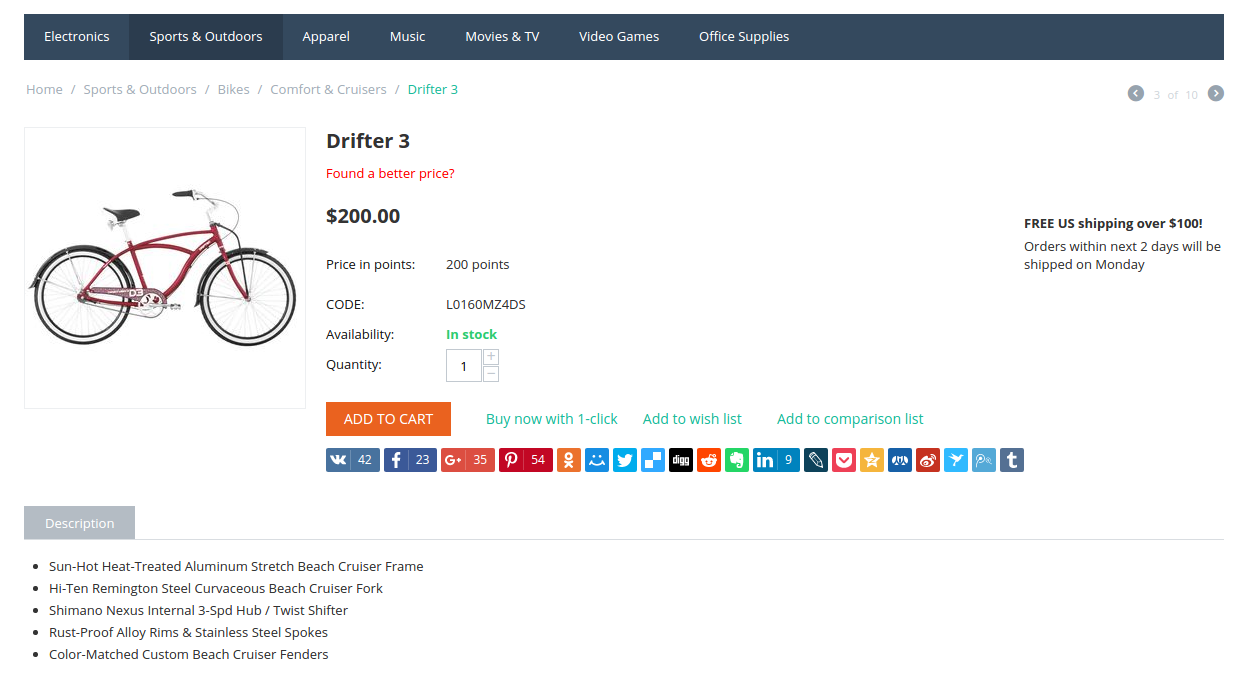 Electronics Sports & Outdoors Apparel Music Movies & TV Video Games Office Supplies
Home / Sports & Outdoors / Bikes / Comfort & Cruisers / Drifter 3
3 of 10
Drifter 3
Found a better price?
$200.00
FREE US shipping over $100!
Orders within next 2 days will be
shipped on Monday
Price in points: 200 points
CODE: L0160MZ4DS
Availability: In stock
Quantity: 1 + −
ADD TO CART Buy now with 1-click Add to wish list Add to comparison list
42 23 G+ 35 54 digg in 9 t
Description
• Sun-Hot Heat-Treated Aluminum Stretch Beach Cruiser Frame
• Hi-Ten Remington Steel Curvaceous Beach Cruiser Fork
• Shimano Nexus Internal 3-Spd Hub / Twist Shifter
• Rust-Proof Alloy Rims & Stainless Steel Spokes
• Color-Matched Custom Beach Cruiser Fenders